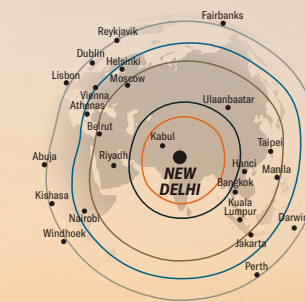 Fairbanks
Reykjavik
Dublin
Helsinki
Lisbon
Moscow
Vienna
Athenas
Ulaanbaatar
Beirut
Kabul
Taipei
Abuja
Riyadh
NEW
DELHI
Hanci
Manila
Bangkok
Kishasa
Kuala
Lumpur
Nairobi
Darwin
Windhoek
Jakarta
Perth